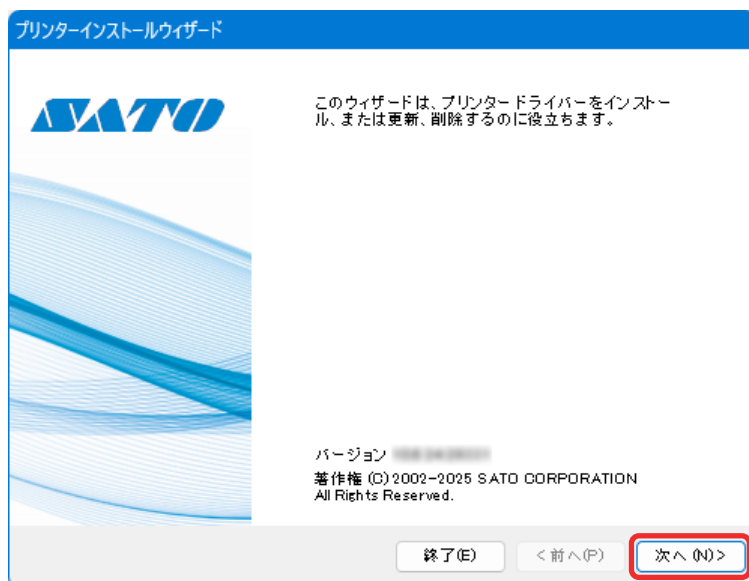 プリンターインストールウィザード
SATO
このウィザードは、プリンター ドライバーをインストー
ル、または更新、削除するのに役立ちます。
バージョン
著作権 (C)2002-2025 SATO CORPORATION
All Rights Reserved.
終了(E)
<前へ(P)
次へ(N)>